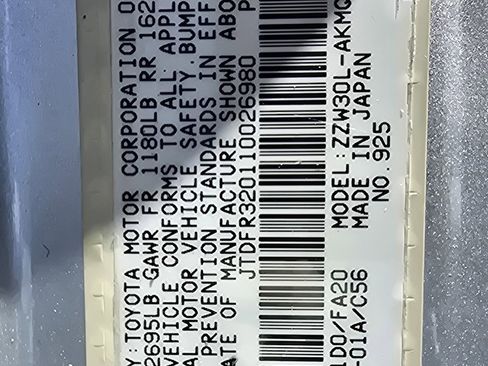 Y:TOYOTA MOTOR CORPORATION 0
2695LB GAWR FR 1180LB RR 162
VEHICLE CONFORMS TO ALL APPL
AL MOTOR VEHICLE SAFETY,BUMP
PREVENTION STANDARDS IN EFF
ATE OF MANUFACTURE SHOWN ABO
JTDFR320110026980 P
1D0/FA20 MODEL:ZZW30L-AKMQ
-01A/C56 MADE IN JAPAN
NO.925